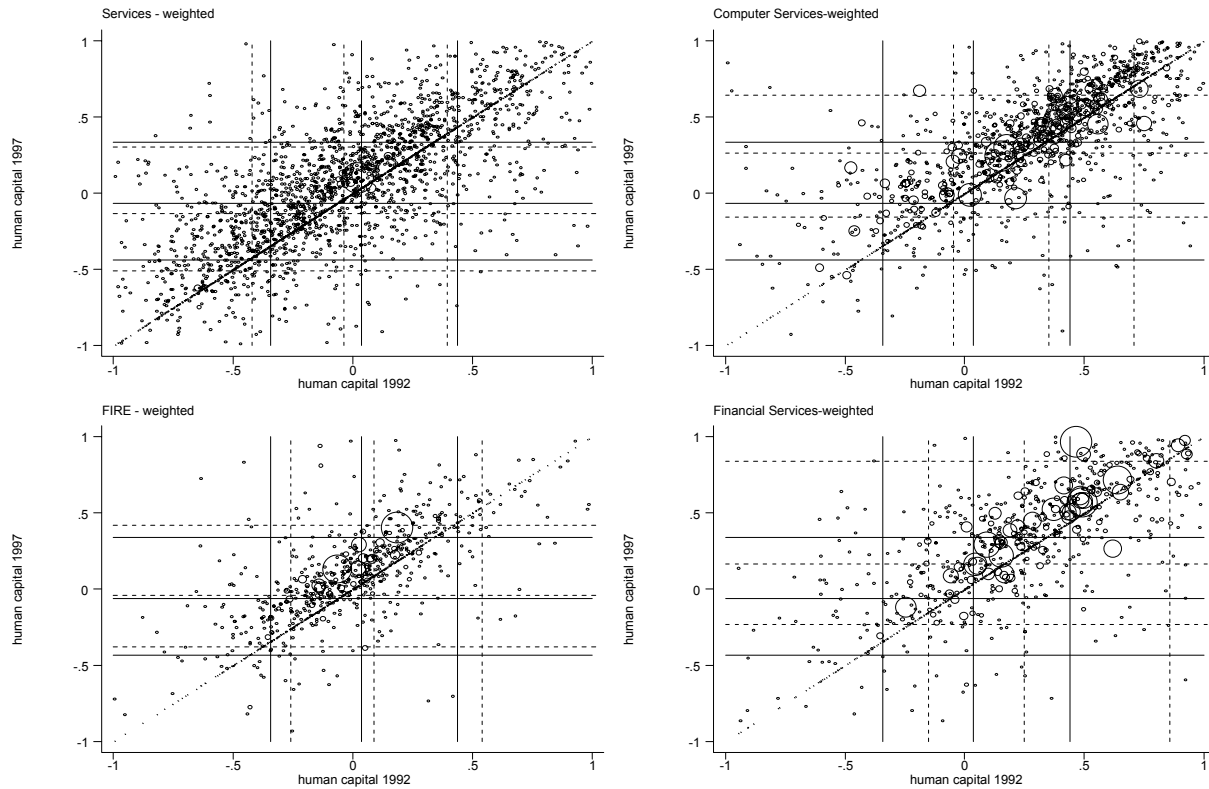 Services - weighted
human capital 1997
1
.5
0
-.5
-1
-1 -.5 0 .5 1
human capital 1992
Computer Services-weighted
human capital 1997
1
.5
0
-.5
-1
-1 -.5 0 .5 1
human capital 1992
FIRE - weighted
human capital 1997
1
.5
0
-.5
-1
-1 -.5 0 .5 1
human capital 1992
Financial Services-weighted
human capital 1997
1
.5
0
-.5
-1
-1 -.5 0 .5 1
human capital 1992